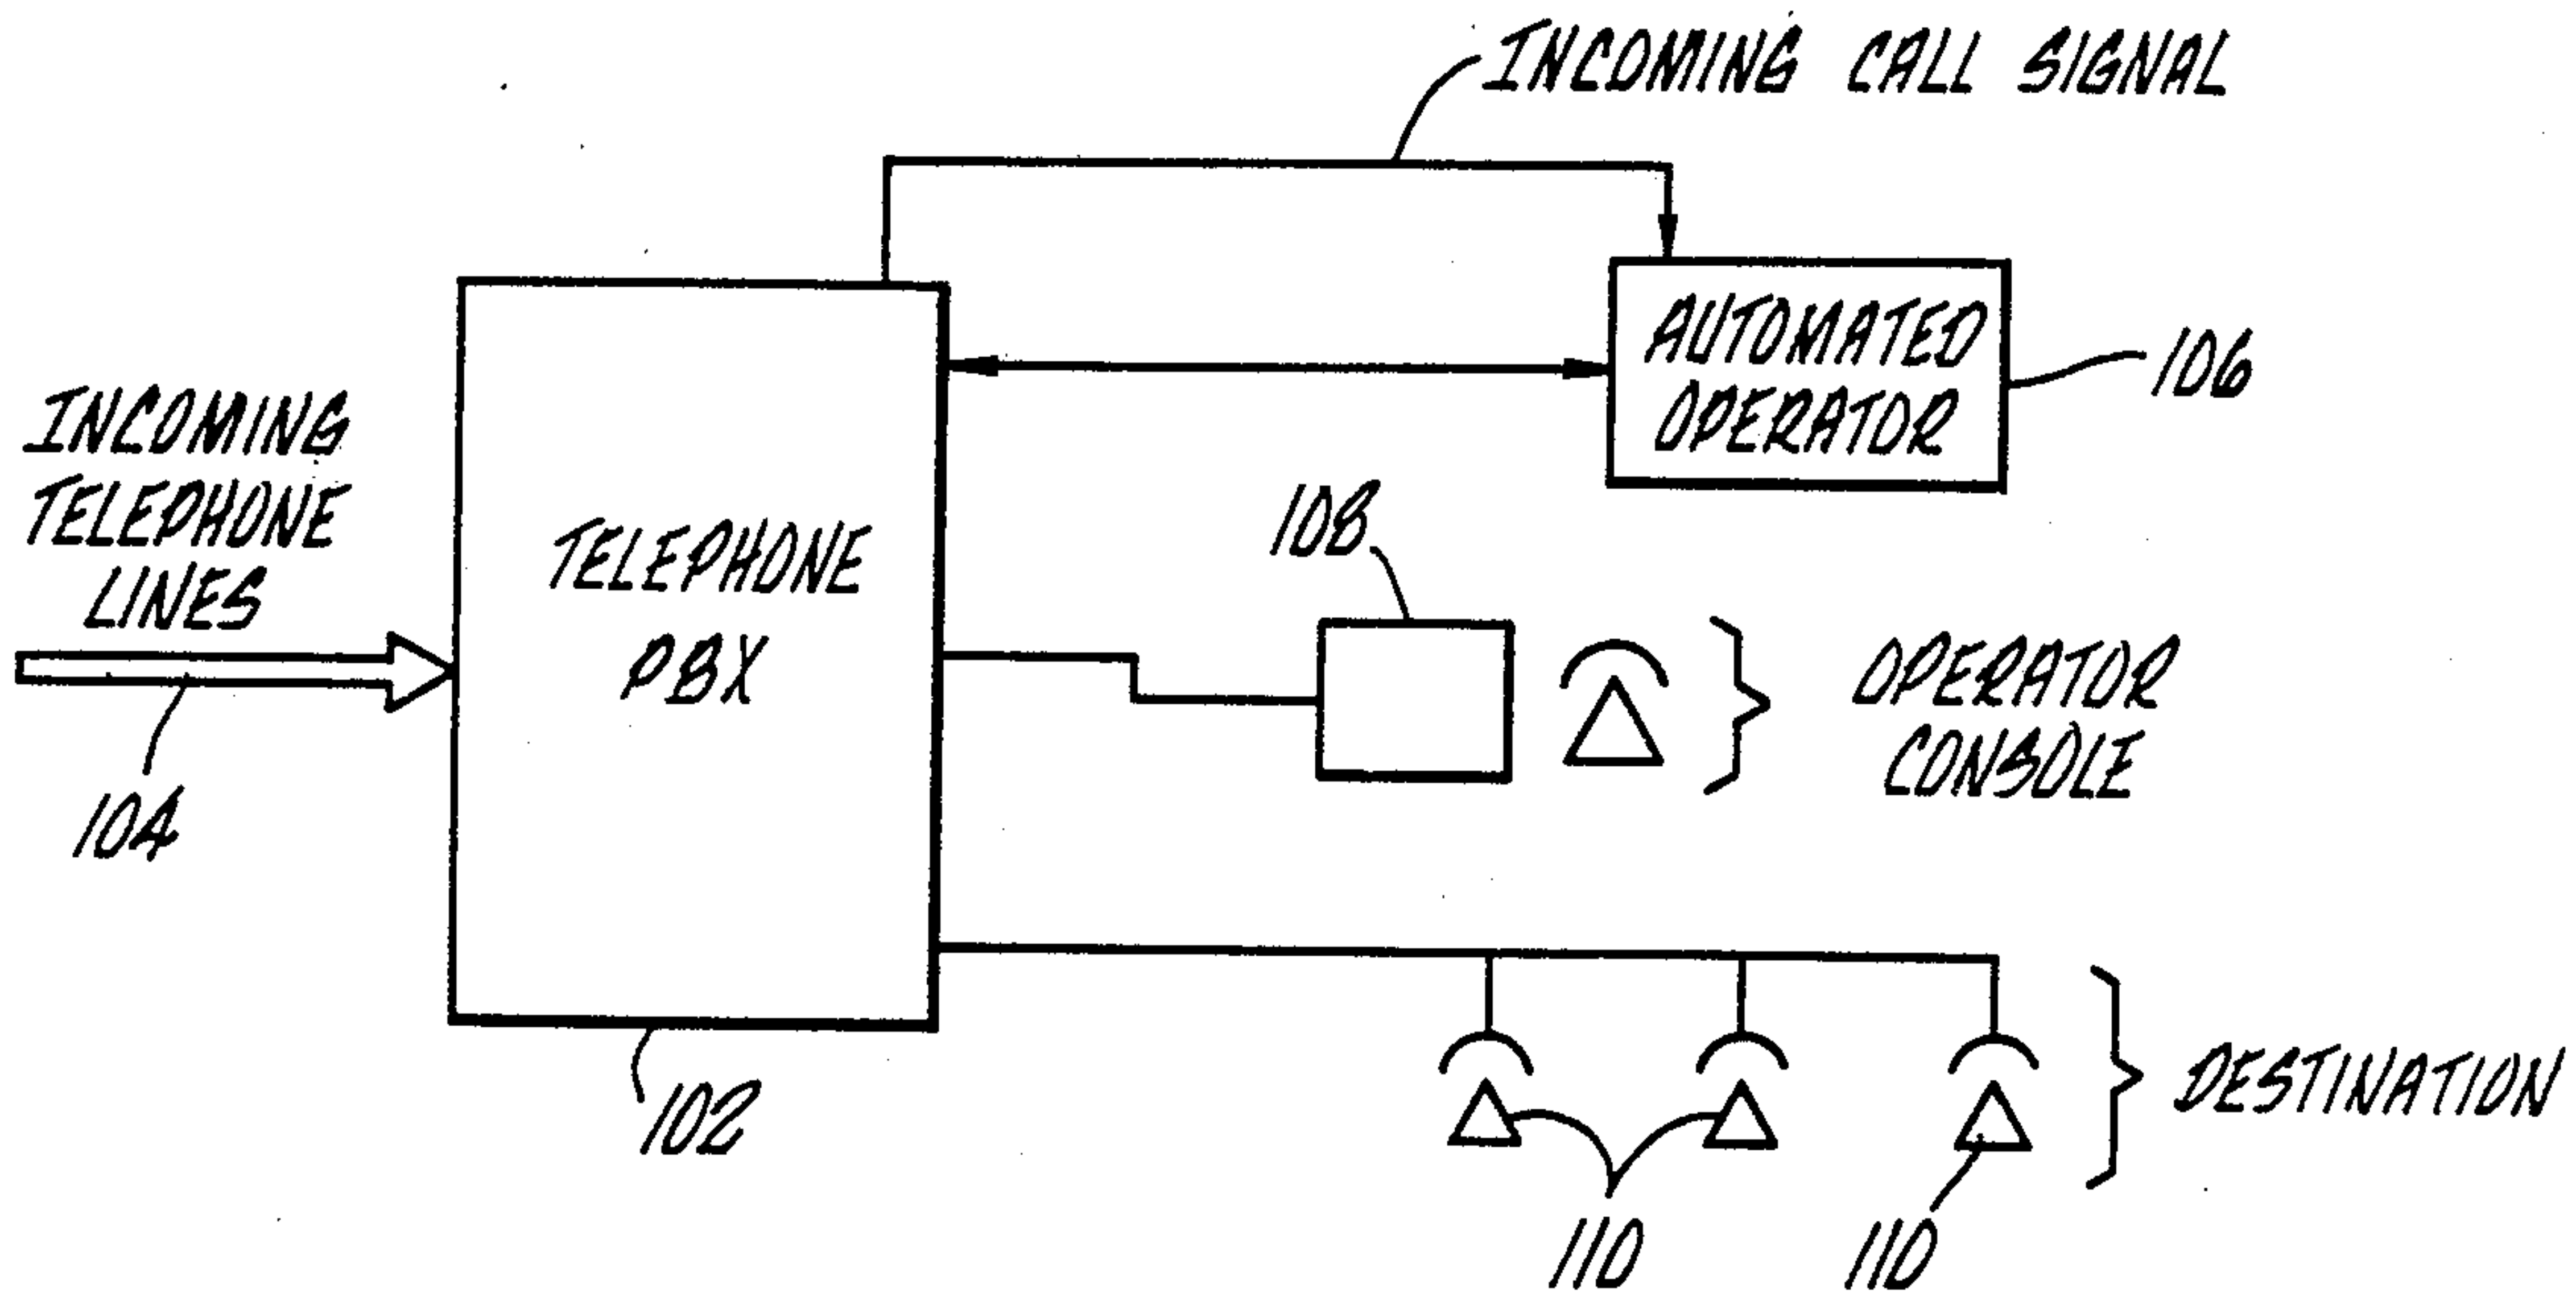 INCOMING CALL SIGNAL
AUTOMATED
OPERATOR
106
INCOMING
TELEPHONE
LINES
104
TELEPHONE
PBX
102
108
OPERATOR
CONSOLE
DESTINATION
110
110